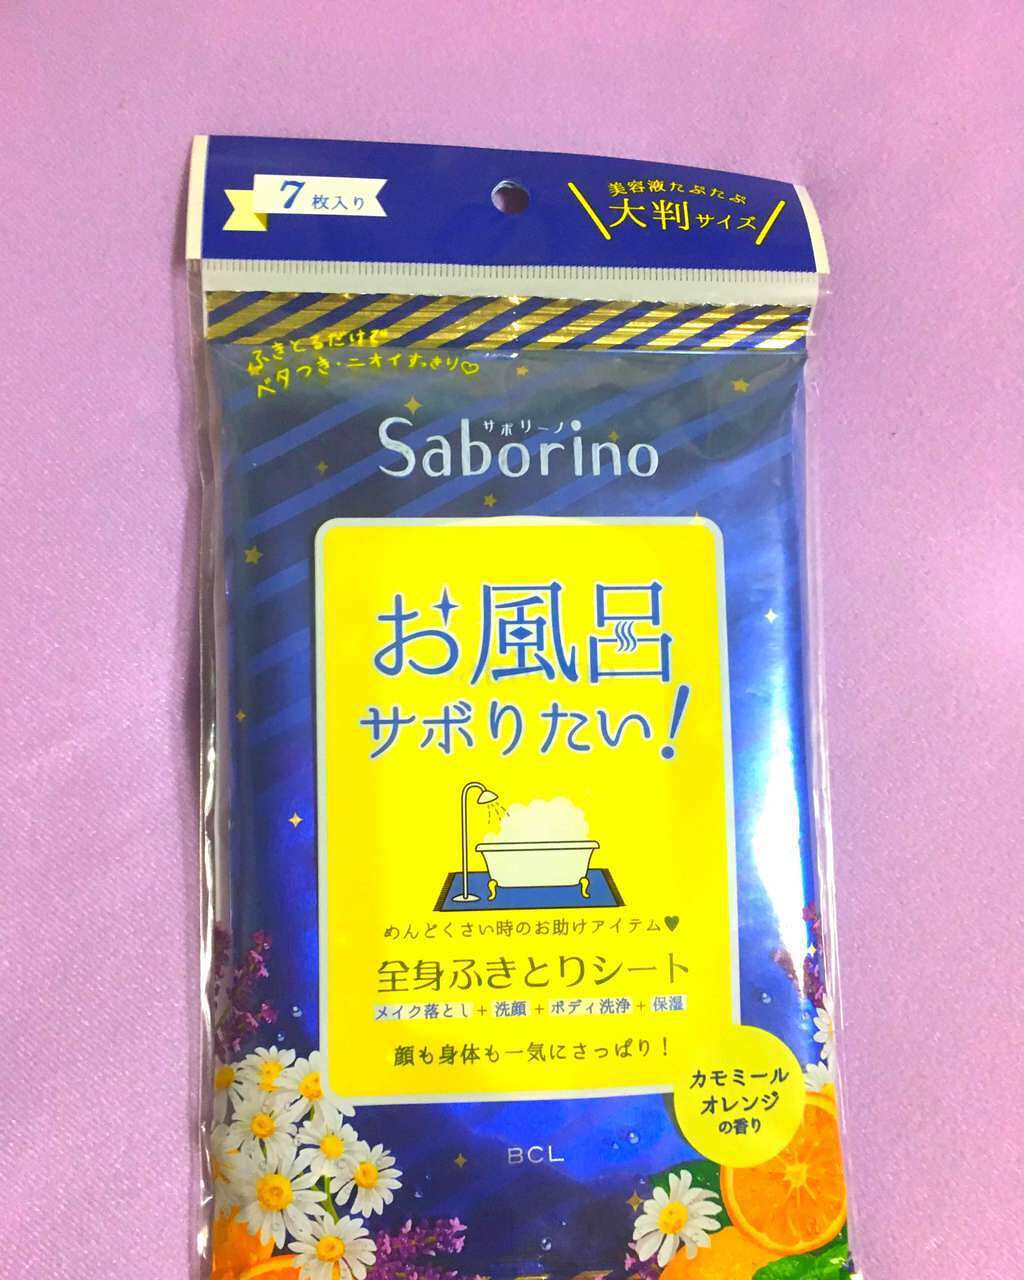 7枚入り
美容液たぷたぷ
大判サイズ
ふきとるだけで
ベタつき・ニオイすっきり♡
サボリーノ
Saborino
お風呂
サボりたい!
めんどくさい時のお助けアイテム♥
全身ふきとりシート
メイク落とし+洗顔+ボディ洗浄+保湿
顔も身体も一気にさっぱり!
カモミール
オレンジ
の香り
BCL